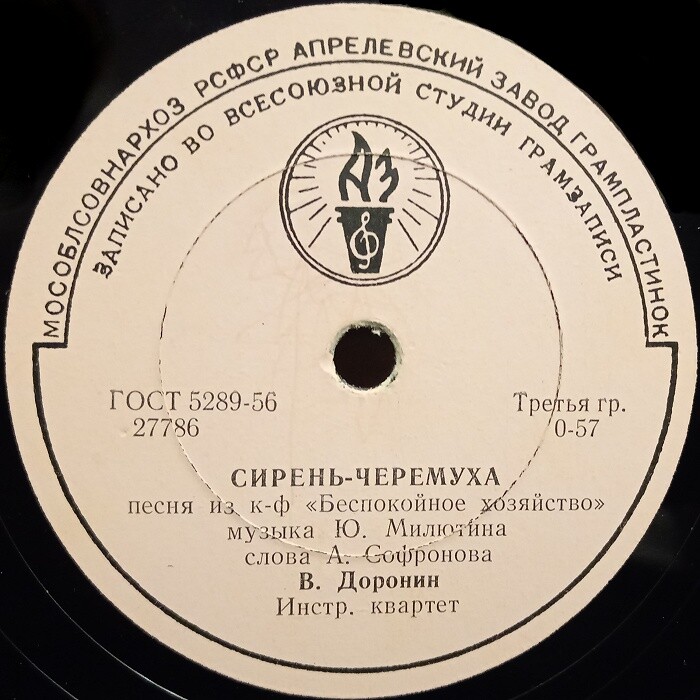 МОСОБЛСОВНАРХОЗ РСФСР АПРЕЛЕВСКИЙ ЗАВОД ГРАМПЛАСТИНОК
ЗАПИСАНО ВО ВСЕСОЮЗНОЙ СТУДИИ ГРАМЗАПИСИ
АЗ
ГОСТ 5289-56
27786
Третья гр.
0-57
СИРЕНЬ-ЧЕРЕМУХА
песня из к-ф «Беспокойное хозяйство»
музыка Ю. Милютина
слова А. Софронова
В. Доронин
Инстр. квартет